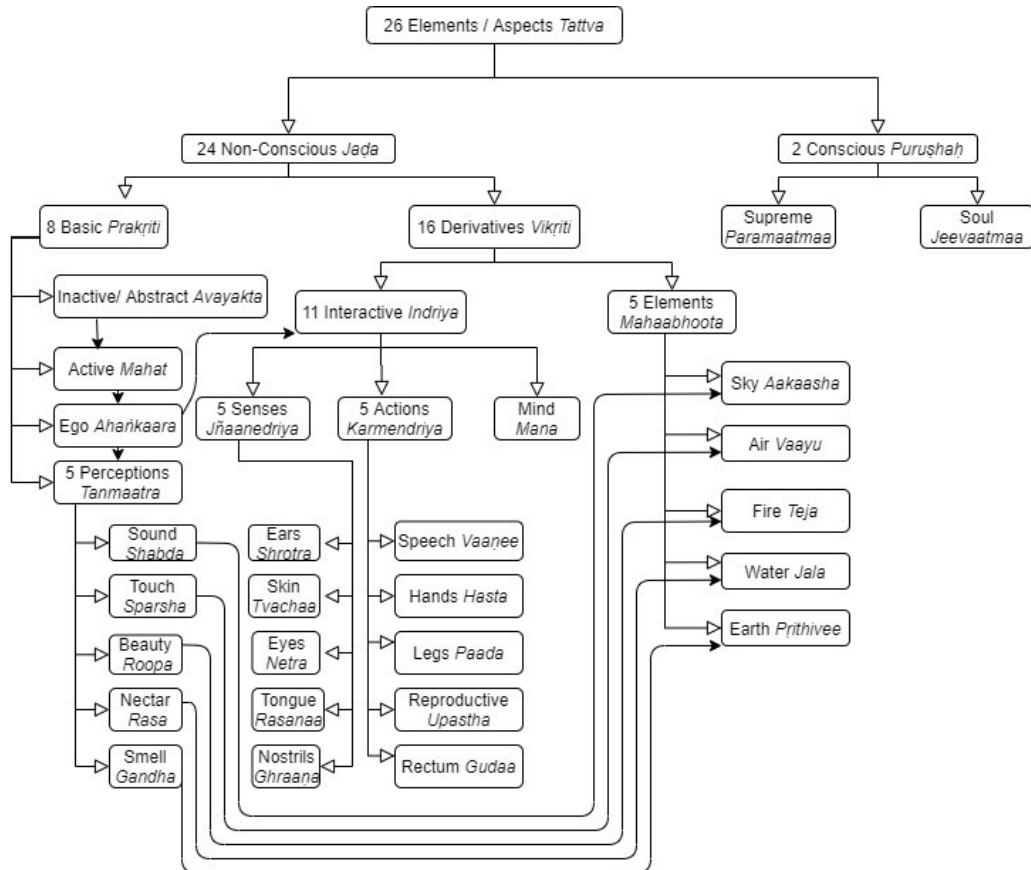 26 Elements / Aspects Tattva
24 Non-Conscious Jaḍa
2 Conscious Puruṣhaḥ
8 Basic Prakṛiti
16 Derivatives Vikṛiti
Supreme
Paramaatmaa
Soul
Jeevaatmaa
Inactive/ Abstract Avayakta
11 Interactive Indriya
5 Elements
Mahaabhoota
Active Mahat
Ego Ahaṅkaara
5 Perceptions
Tanmaatra
5 Senses
Jñaanedriya
5 Actions
Karmendriya
Mind
Mana
Sky Aakaasha
Air Vaayu
Fire Teja
Water Jala
Earth Pṛithivee
Sound
Shabda
Touch
Sparsha
Beauty
Roopa
Nectar
Rasa
Smell
Gandha
Ears
Shrotra
Skin
Tvachaa
Eyes
Netra
Tongue
Rasanaa
Nostrils
Ghraaṇa
Speech Vaaṇee
Hands Hasta
Legs Paada
Reproductive
Upastha
Rectum Gudaa